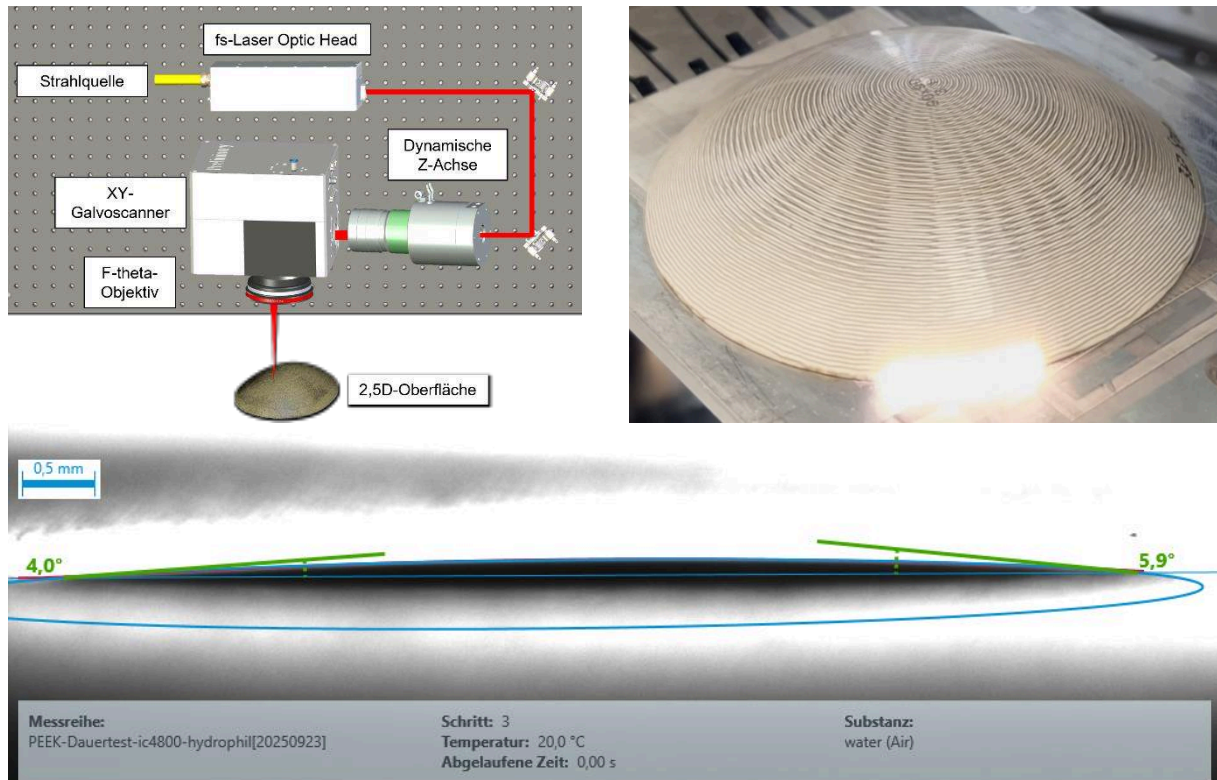 fs-Laser Optic Head
Strahlquelle
Dynamische
Z-Achse
XY-
Galvoscanner
F-theta-
Objektiv
2,5D-Oberfläche
0,5 mm
4,0°
5,9°
Messreihe:
PEEK-Dauertest-ic4800-hydrophil[20250923]
Schritt: 3
Temperatur: 20,0 °C
Abgelaufene Zeit: 0,00 s
Substanz:
water (Air)